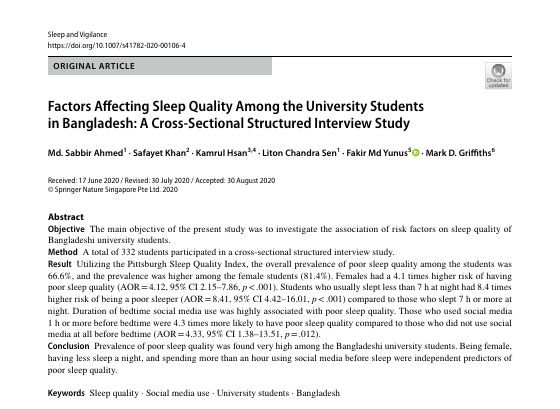 Sleep and Vigilance
https://doi.org/10.1007/s41782-020-00106-4
ORIGINAL ARTICLE
Check for
updates
Factors Affecting Sleep Quality Among the University Students
in Bangladesh: A Cross-Sectional Structured Interview Study
Md. Sabbir Ahmed1 · Safayet Khan2 · Kamrul Hsan3,4 · Liton Chandra Sen1 · Fakir Md Yunus5 · Mark D. Griffiths6
Received: 17 June 2020 / Revised: 30 July 2020 / Accepted: 30 August 2020
© Springer Nature Singapore Pte Ltd. 2020
Abstract
Objective The main objective of the present study was to investigate the association of risk factors on sleep quality of
Bangladeshi university students.
Method A total of 332 students participated in a cross-sectional structured interview study.
Result Utilizing the Pittsburgh Sleep Quality Index, the overall prevalence of poor sleep quality among the students was
66.6%, and the prevalence was higher among the female students (81.4%). Females had a 4.1 times higher risk of having
poor sleep quality (AOR = 4.12, 95% CI 2.15–7.86, p < .001). Students who usually slept less than 7 h at night had 8.4 times
higher risk of being a poor sleeper (AOR = 8.41, 95% CI 4.42–16.01, p < .001) compared to those who slept 7 h or more at
night. Duration of bedtime social media use was highly associated with poor sleep quality. Those who used social media
1 h or more before bedtime were 4.3 times more likely to have poor sleep quality compared to those who did not use social
media at all before bedtime (AOR = 4.33, 95% CI 1.38–13.51, p = .012).
Conclusion Prevalence of poor sleep quality was found very high among the Bangladeshi university students. Being female,
having less sleep a night, and spending more than an hour using social media before sleep were independent predictors of
poor sleep quality.
Keywords Sleep quality · Social media use · University students · Bangladesh